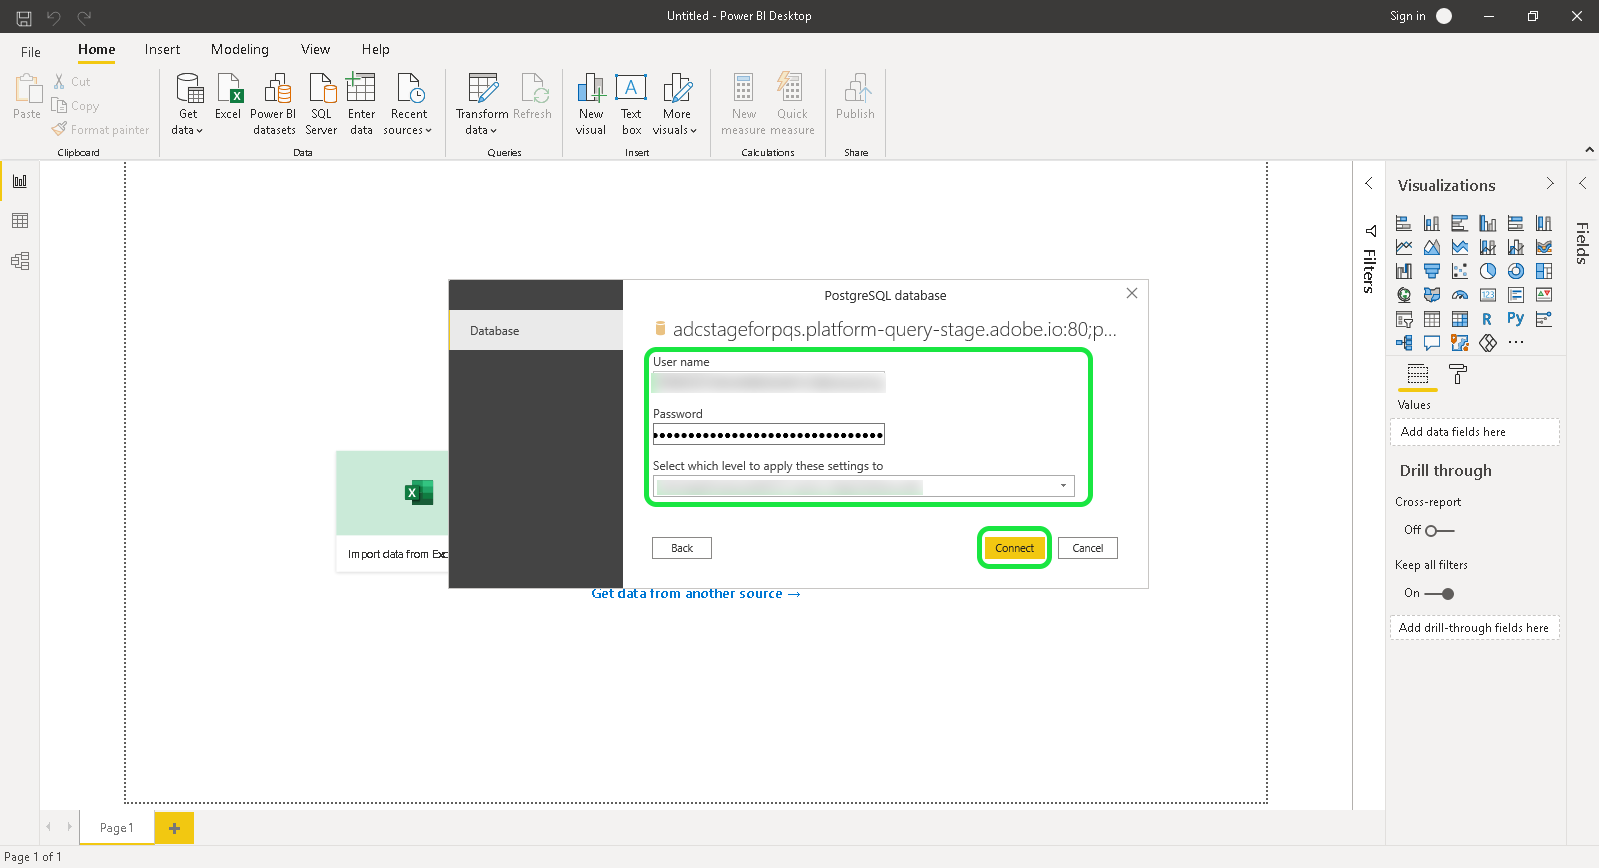 Untitled - Power BI Desktop
Sign in
File
Home
Insert
Modeling
View
Help
Paste
Cut
Copy
Format painter
Clipboard
Get data
Excel
Power BI datasets
SQL Server
Enter data
Recent sources
Data
Transform data
Refresh
Queries
New visual
Text box
More visuals
Insert
New measure
Quick measure
Calculations
Publish
Share
PostgreSQL database
Database
adcstageforpqs.platform-query-stage.adobe.io:80;p...
User name
Password
Select which level to apply these settings to
Back
Connect
Cancel
Import data from Exc
Get data from another source →
Filters
Visualizations
Fields
123
R
Py
Values
Add data fields here
Drill through
Cross-report
Off
Keep all filters
On
Add drill-through fields here
Page 1
Page 1 of 1